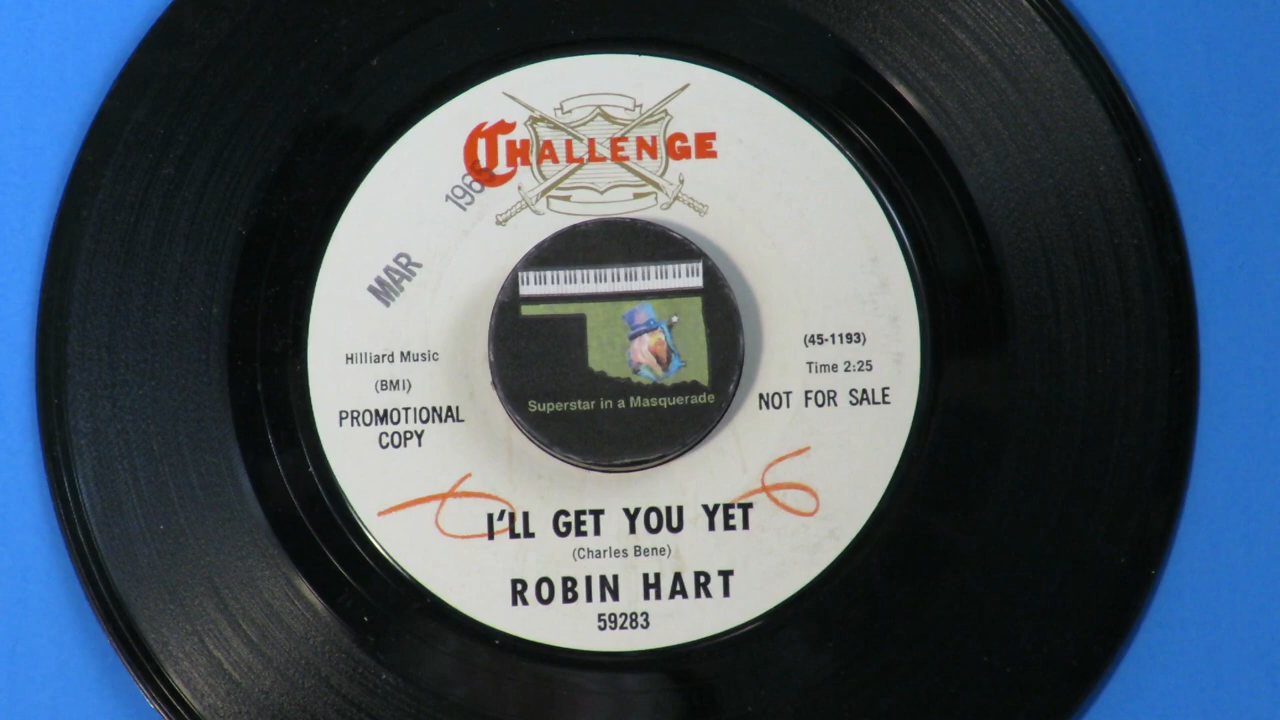 CHALLENGE
MAR
Hilliard Music
(BMI)
PROMOTIONAL
COPY
(45-1193)
Time 2:25
NOT FOR SALE
Superstar in a Masquerade
I'LL GET YOU YET
(Charles Bene)
ROBIN HART
59283